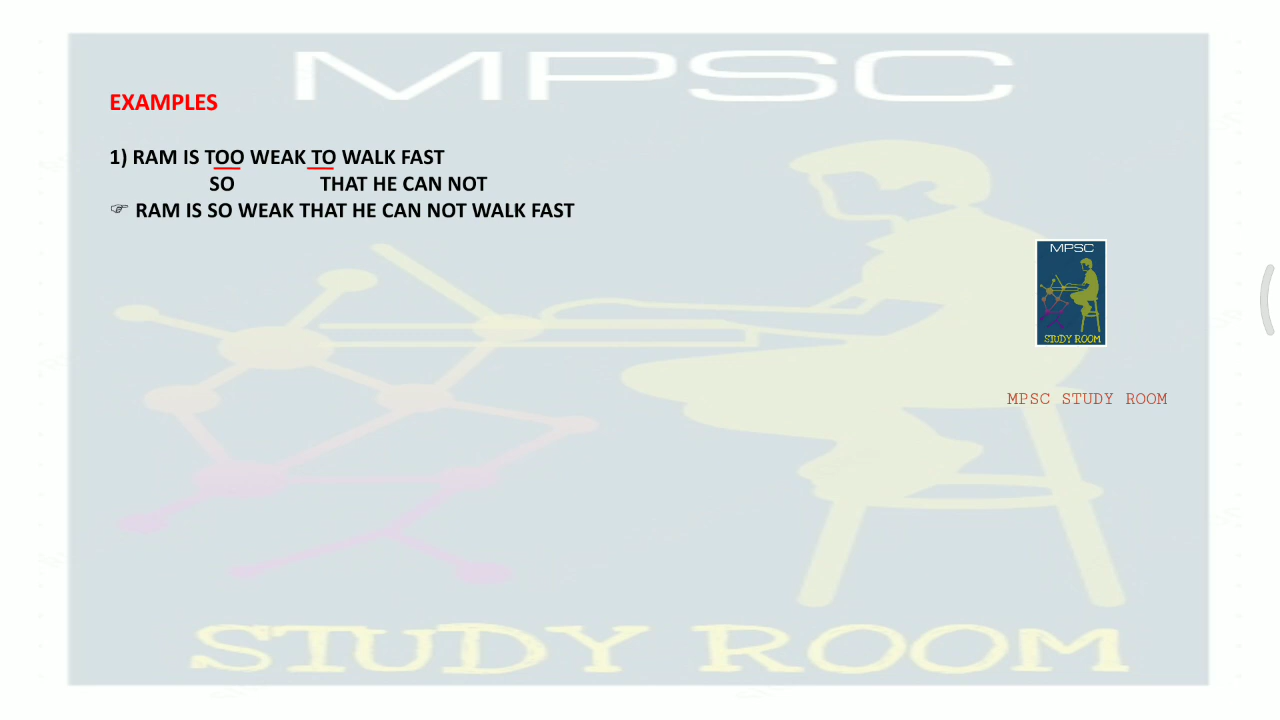 MPSC
EXAMPLES
1) RAM IS TOO WEAK TO WALK FAST
SO THAT HE CAN NOT
☞ RAM IS SO WEAK THAT HE CAN NOT WALK FAST
MPSC
STUDY ROOM
MPSC STUDY ROOM
STUDY ROOM